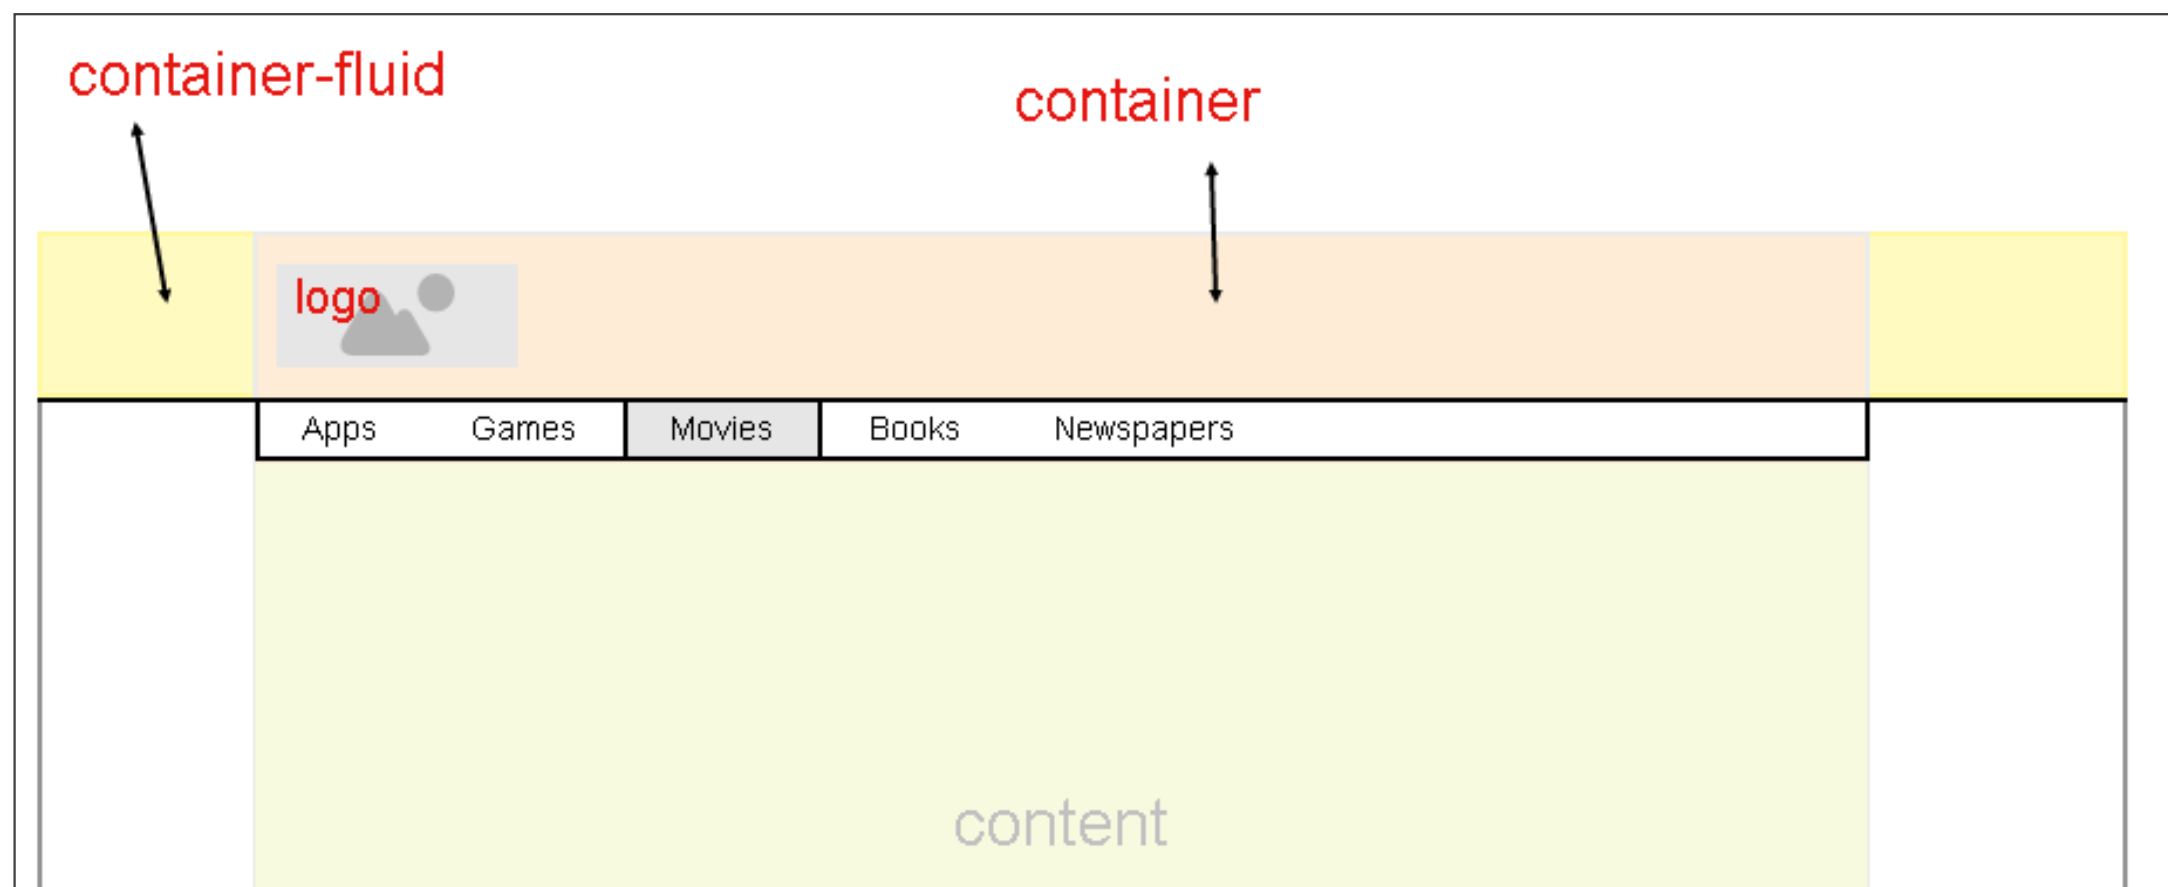 container-fluid
container
logo
Apps Games Movies Books Newspapers
content